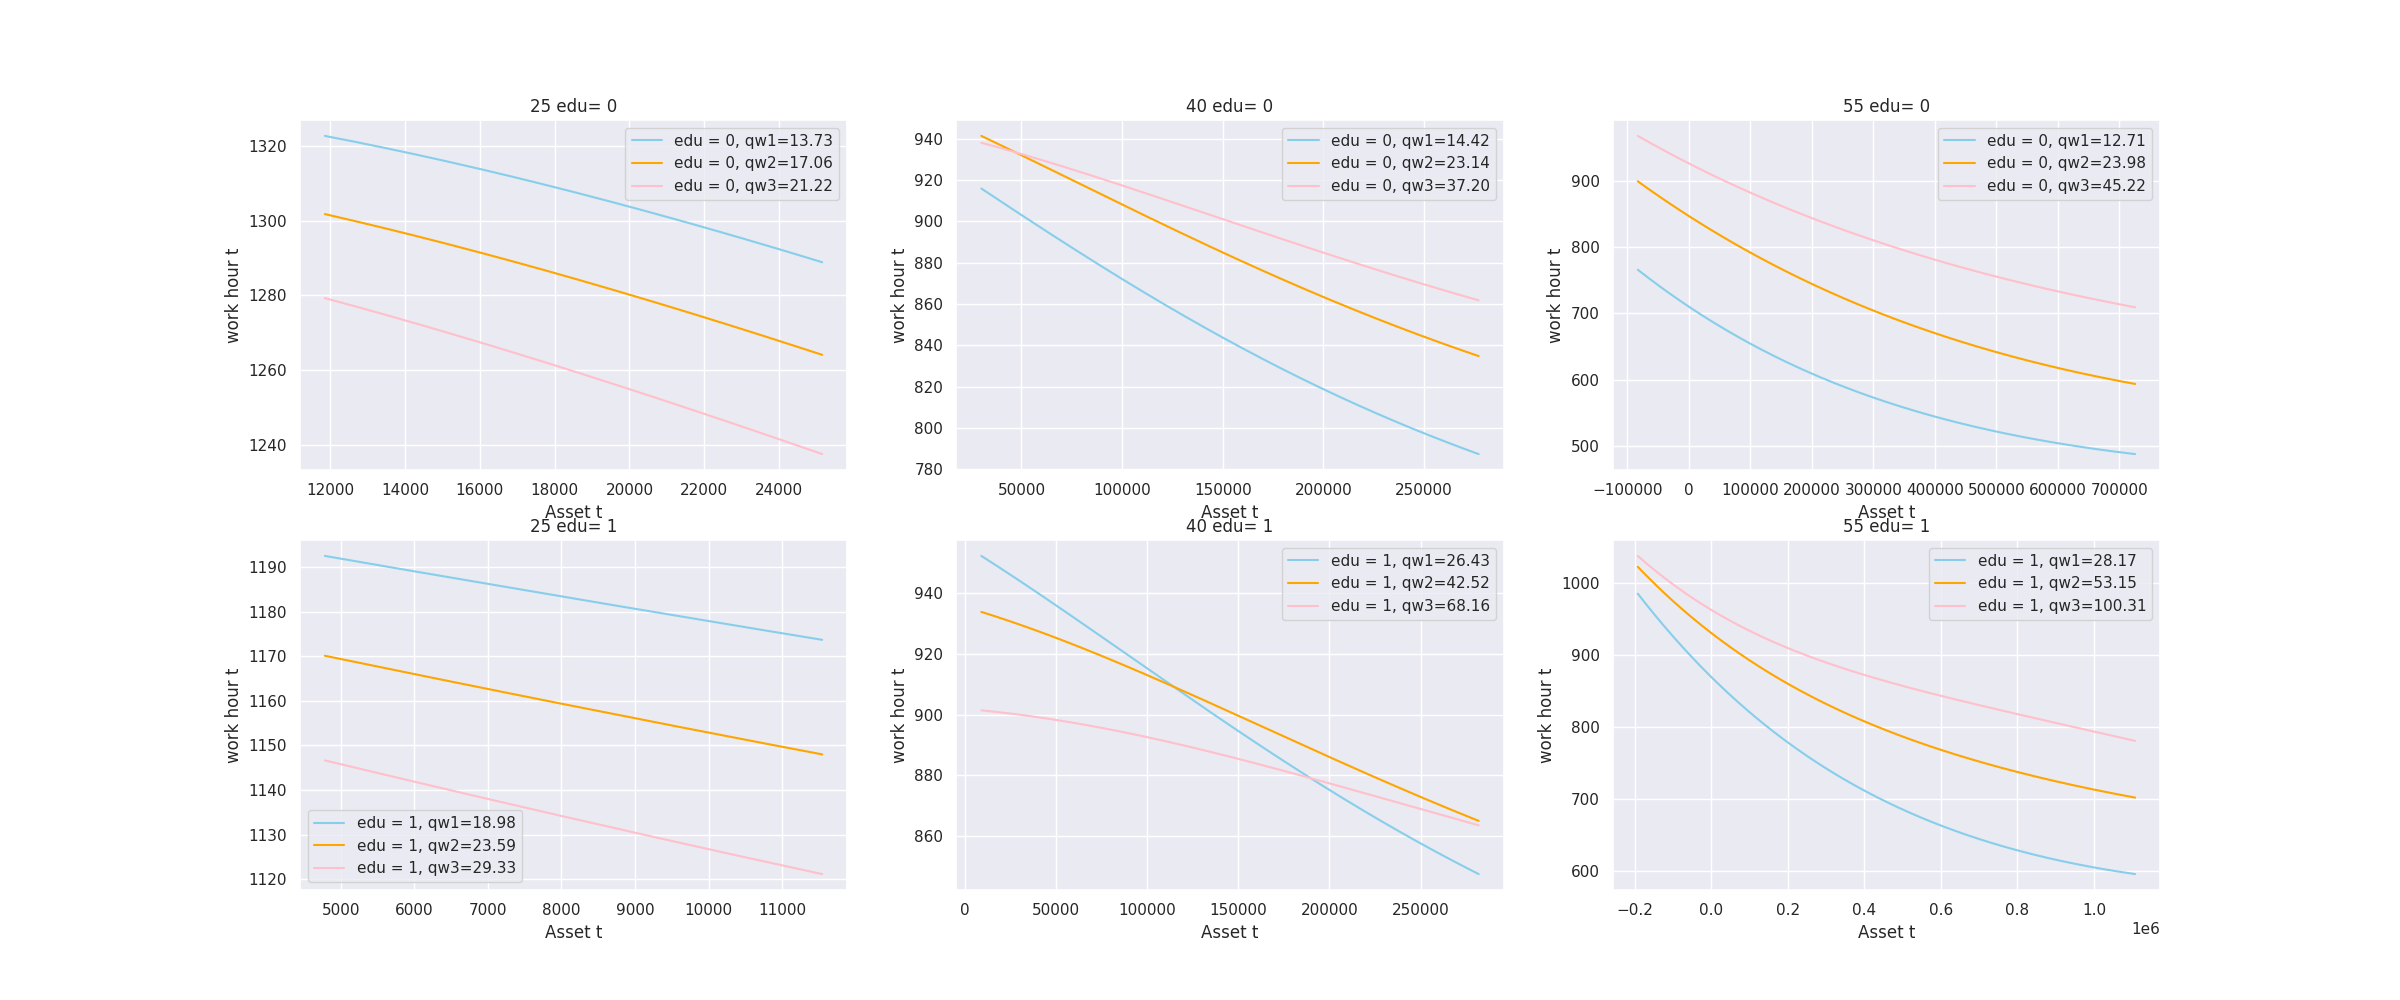 25 edu= 0
work hour t
1320
1300
1280
1260
1240
edu = 0, qw1=13.73
edu = 0, qw2=17.06
edu = 0, qw3=21.22
12000 14000 16000 18000 20000 22000 24000
Asset t
40 edu= 0
work hour t
940
920
900
880
860
840
820
800
780
edu = 0, qw1=14.42
edu = 0, qw2=23.14
edu = 0, qw3=37.20
50000 100000 150000 200000 250000
Asset t
55 edu= 0
work hour t
900
800
700
600
500
edu = 0, qw1=12.71
edu = 0, qw2=23.98
edu = 0, qw3=45.22
−100000 0 100000 200000 300000 400000 500000 600000 700000
Asset t
25 edu= 1
work hour t
1190
1180
1170
1160
1150
1140
1130
1120
edu = 1, qw1=18.98
edu = 1, qw2=23.59
edu = 1, qw3=29.33
5000 6000 7000 8000 9000 10000 11000
Asset t
40 edu= 1
work hour t
940
920
900
880
860
edu = 1, qw1=26.43
edu = 1, qw2=42.52
edu = 1, qw3=68.16
0 50000 100000 150000 200000 250000
Asset t
55 edu= 1
work hour t
1000
900
800
700
600
edu = 1, qw1=28.17
edu = 1, qw2=53.15
edu = 1, qw3=100.31
−0.2 0.0 0.2 0.4 0.6 0.8 1.0
1e6
Asset t